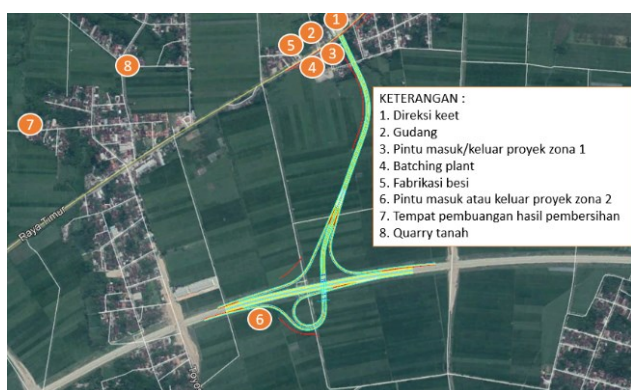 1
2
5
3
4
8
7
KETERANGAN :
1. Direksi keet
2. Gudang
3. Pintu masuk/keluar proyek zona 1
4. Batching plant
5. Fabrikasi besi
6. Pintu masuk atau keluar proyek zona 2
7. Tempat pembuangan hasil pembersihan
8. Quarry tanah
Raya Timur
6